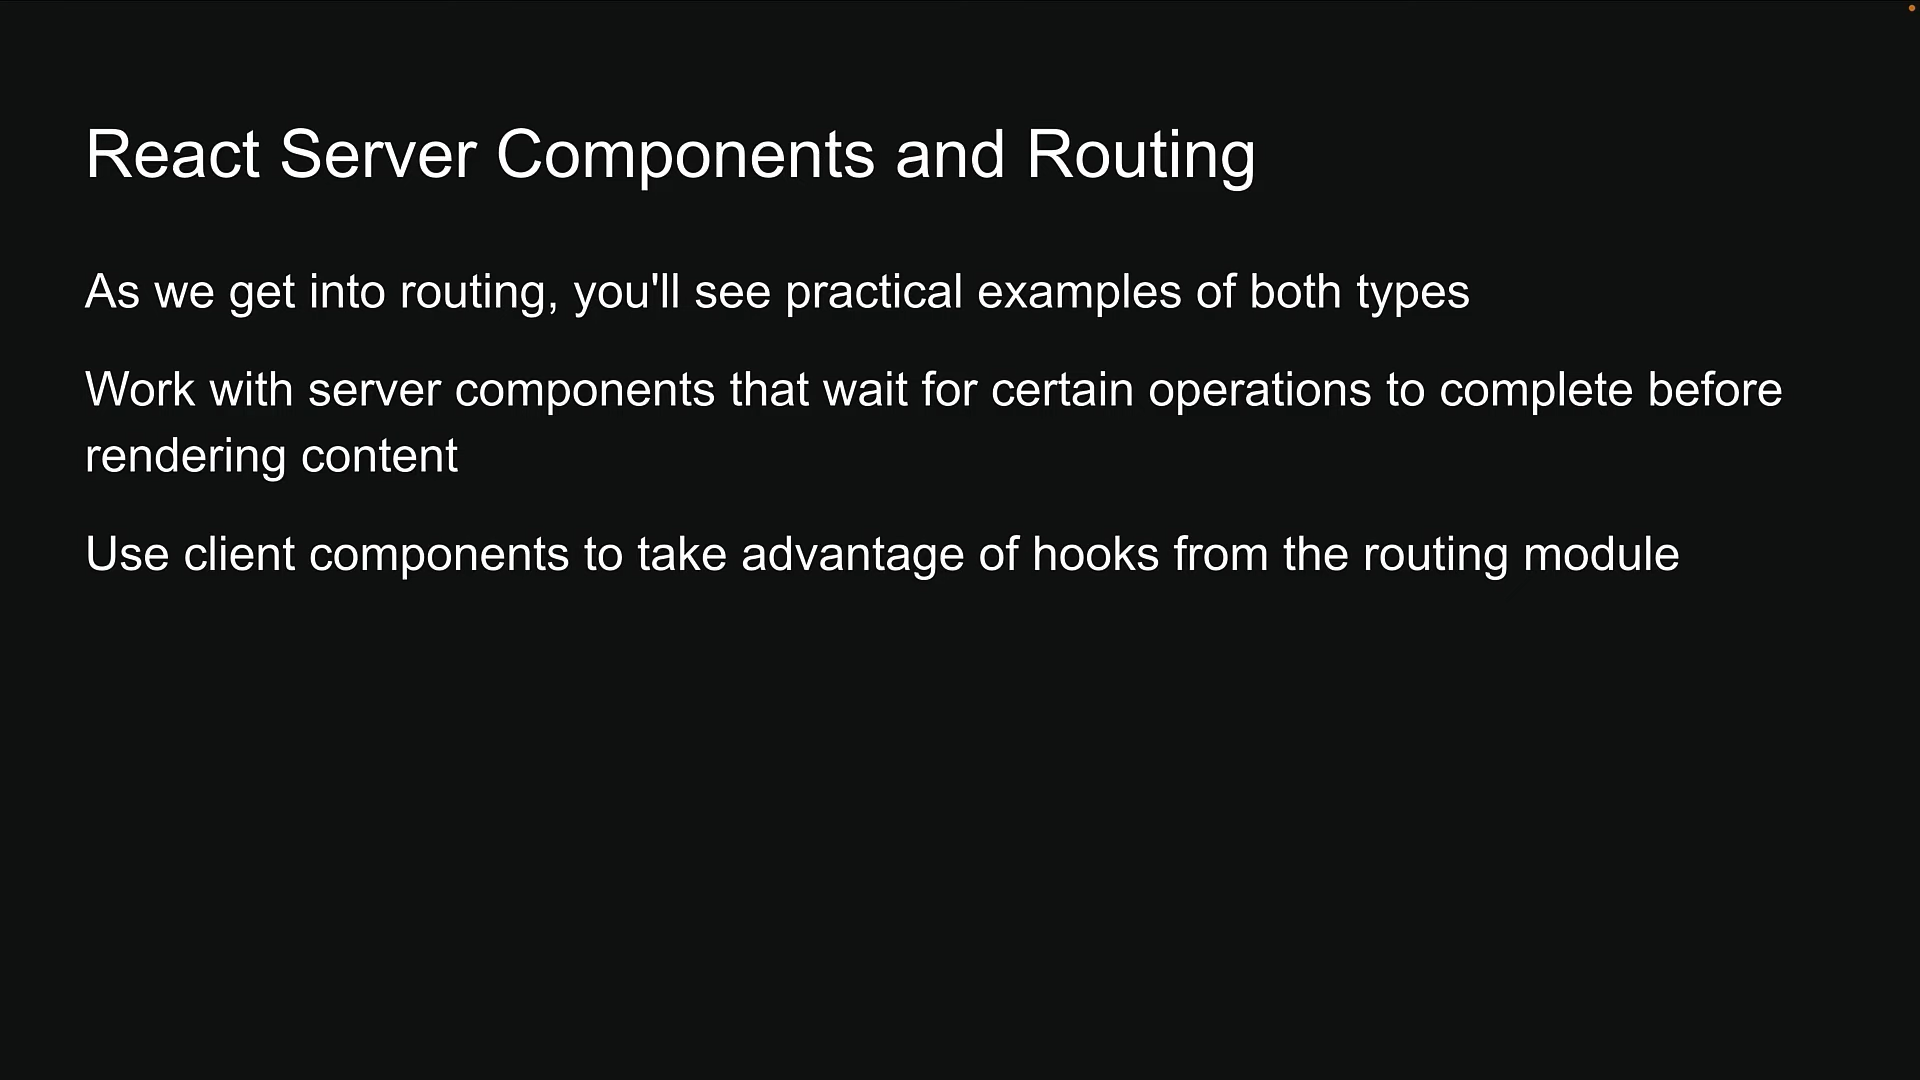 React Server Components and Routing
As we get into routing, you'll see practical examples of both types
Work with server components that wait for certain operations to complete before
rendering content
Use client components to take advantage of hooks from the routing module